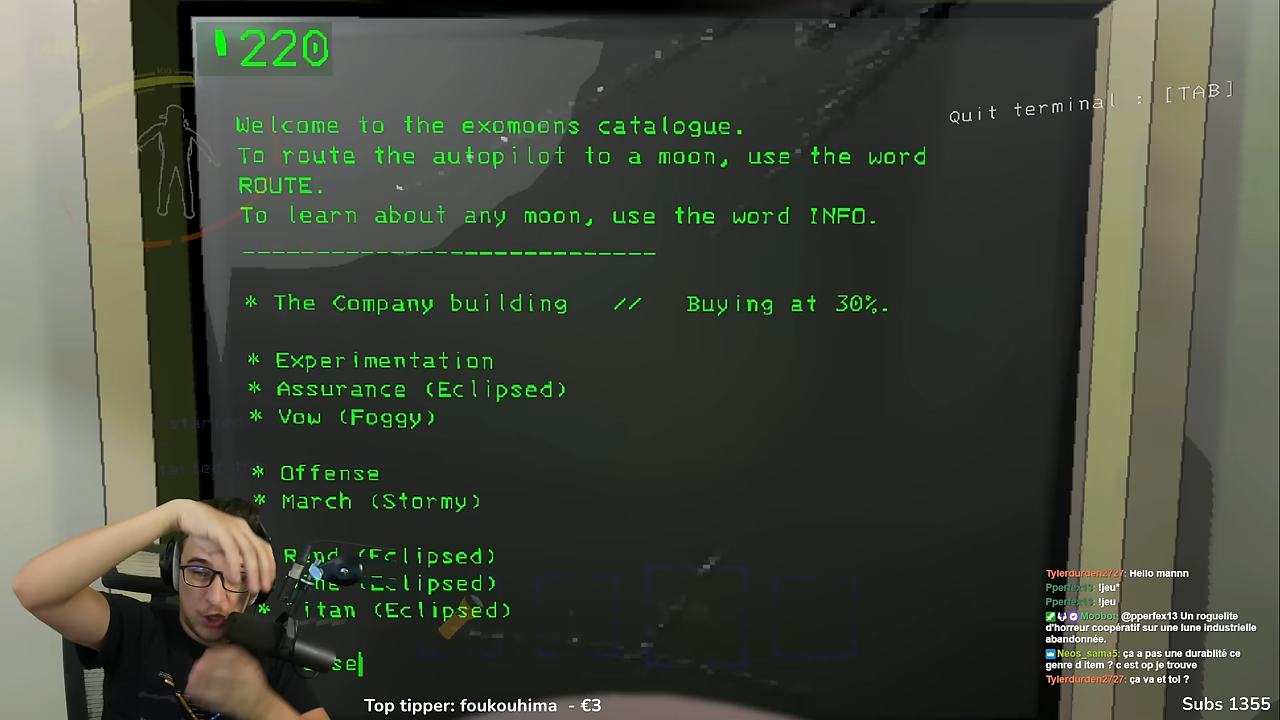 220
Quit terminal : [TAB]
Welcome to the exomoons catalogue.
To route the autopilot to a moon, use the word
ROUTE.
To learn about any moon, use the word INFO.
----------------------------
* The Company building // Buying at 30%.
* Experimentation
* Assurance (Eclipsed)
* Vow (Foggy)
* Offense
* March (Stormy)
(Eclipsed)
(Eclipsed)
* Titan (Eclipsed)
se
Tylerdurden2727: Hello mannn
Pperfex13: !jeu"
Pperfex13: !jeu
Moobot: @pperfex13 Un roguelite
d'horreur coopératif sur une lune industrielle
abandonnée.
Neos_sama5: ça a pas une durablité ce
genre d item ? c est op je trouve
Tylerdurden2727: ça va et toi ?
Top tipper: foukouhima - €3
Subs 1355